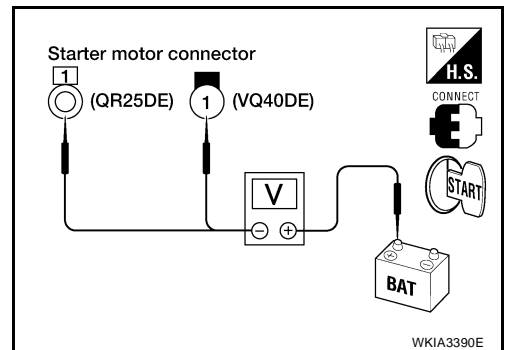 Starter motor connector
1
(QR25DE)
1
(VQ40DE)
H.S.
CONNECT
START
V
− +
+ −
BAT
WKIA3390E